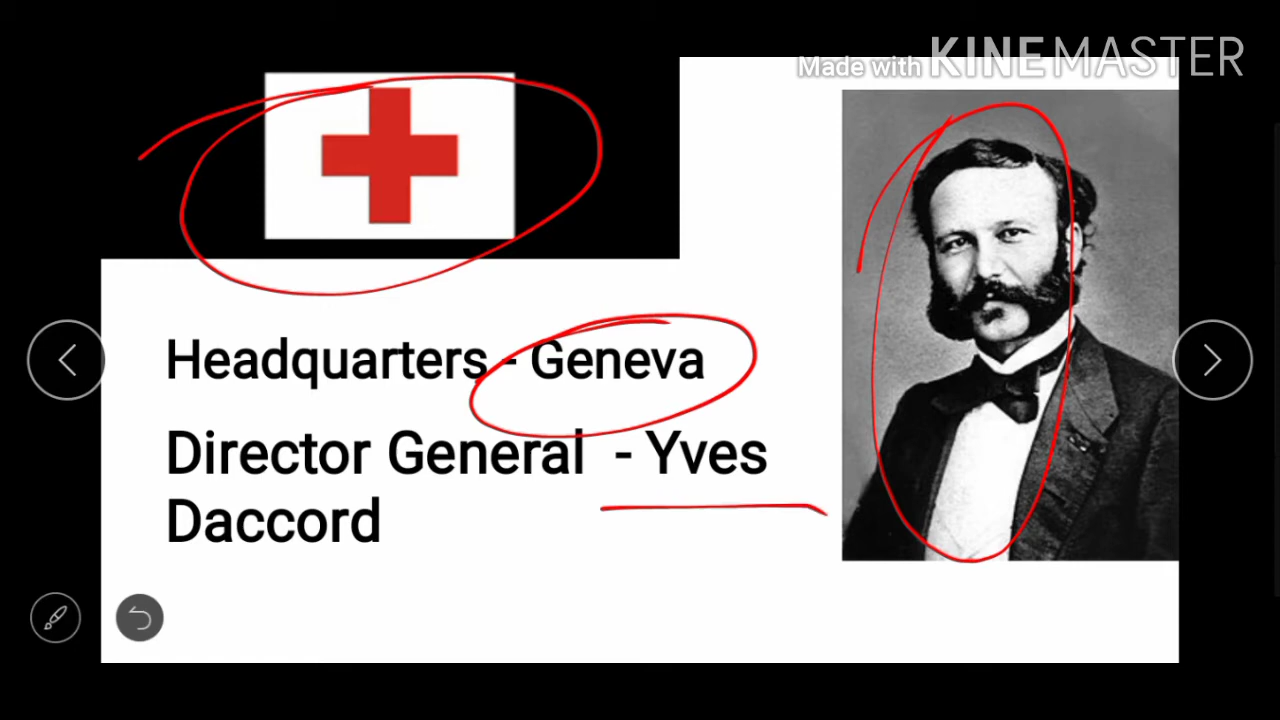 Made with KINEMASTER
Headquarters - Geneva
Director General - Yves
Daccord